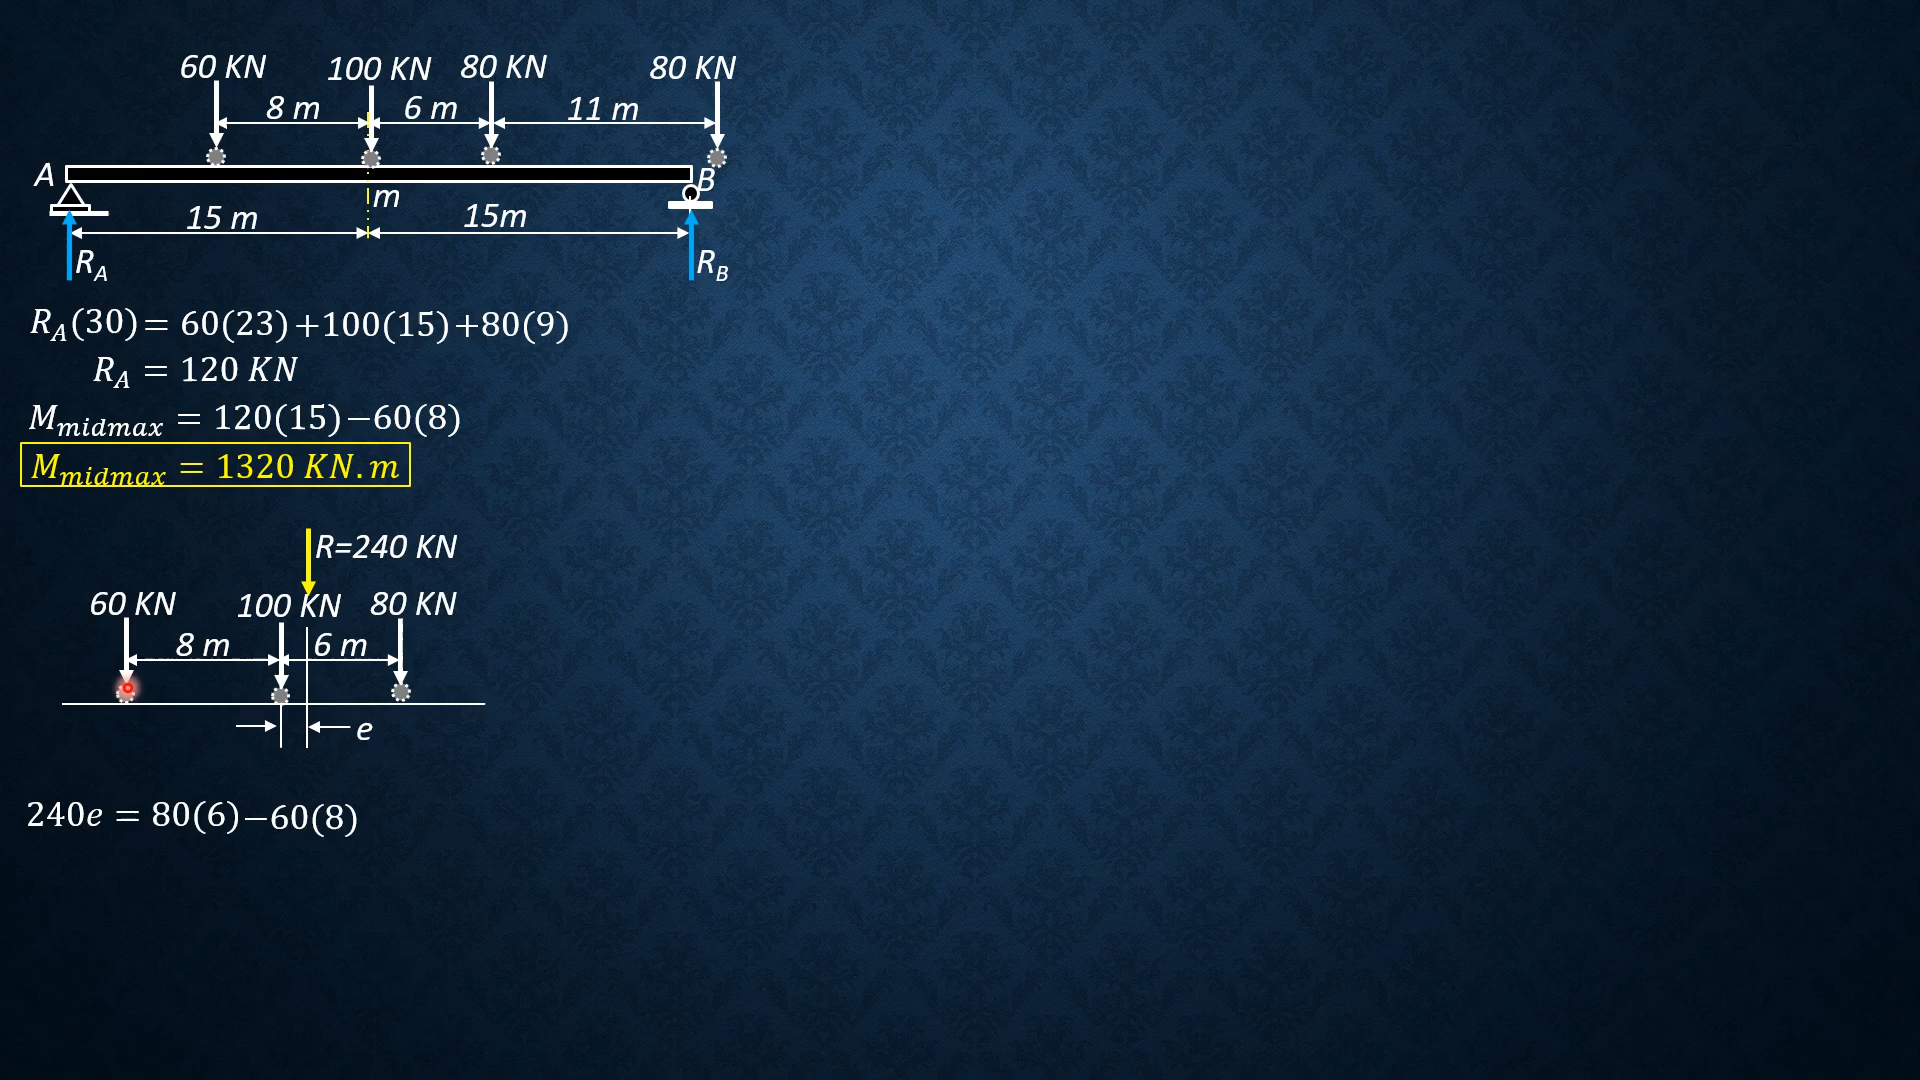 60 KN 100 KN 80 KN 80 KN
8 m 6 m 11 m
A B
m
15 m 15m
R_A R_B
R_A(30) = 60(23)+100(15)+80(9)
R_A = 120 KN
M_midmax = 120(15)−60(8)
M_midmax = 1320 KN.m
R=240 KN
60 KN 100 KN 80 KN
8 m 6 m
e
240e = 80(6)−60(8)